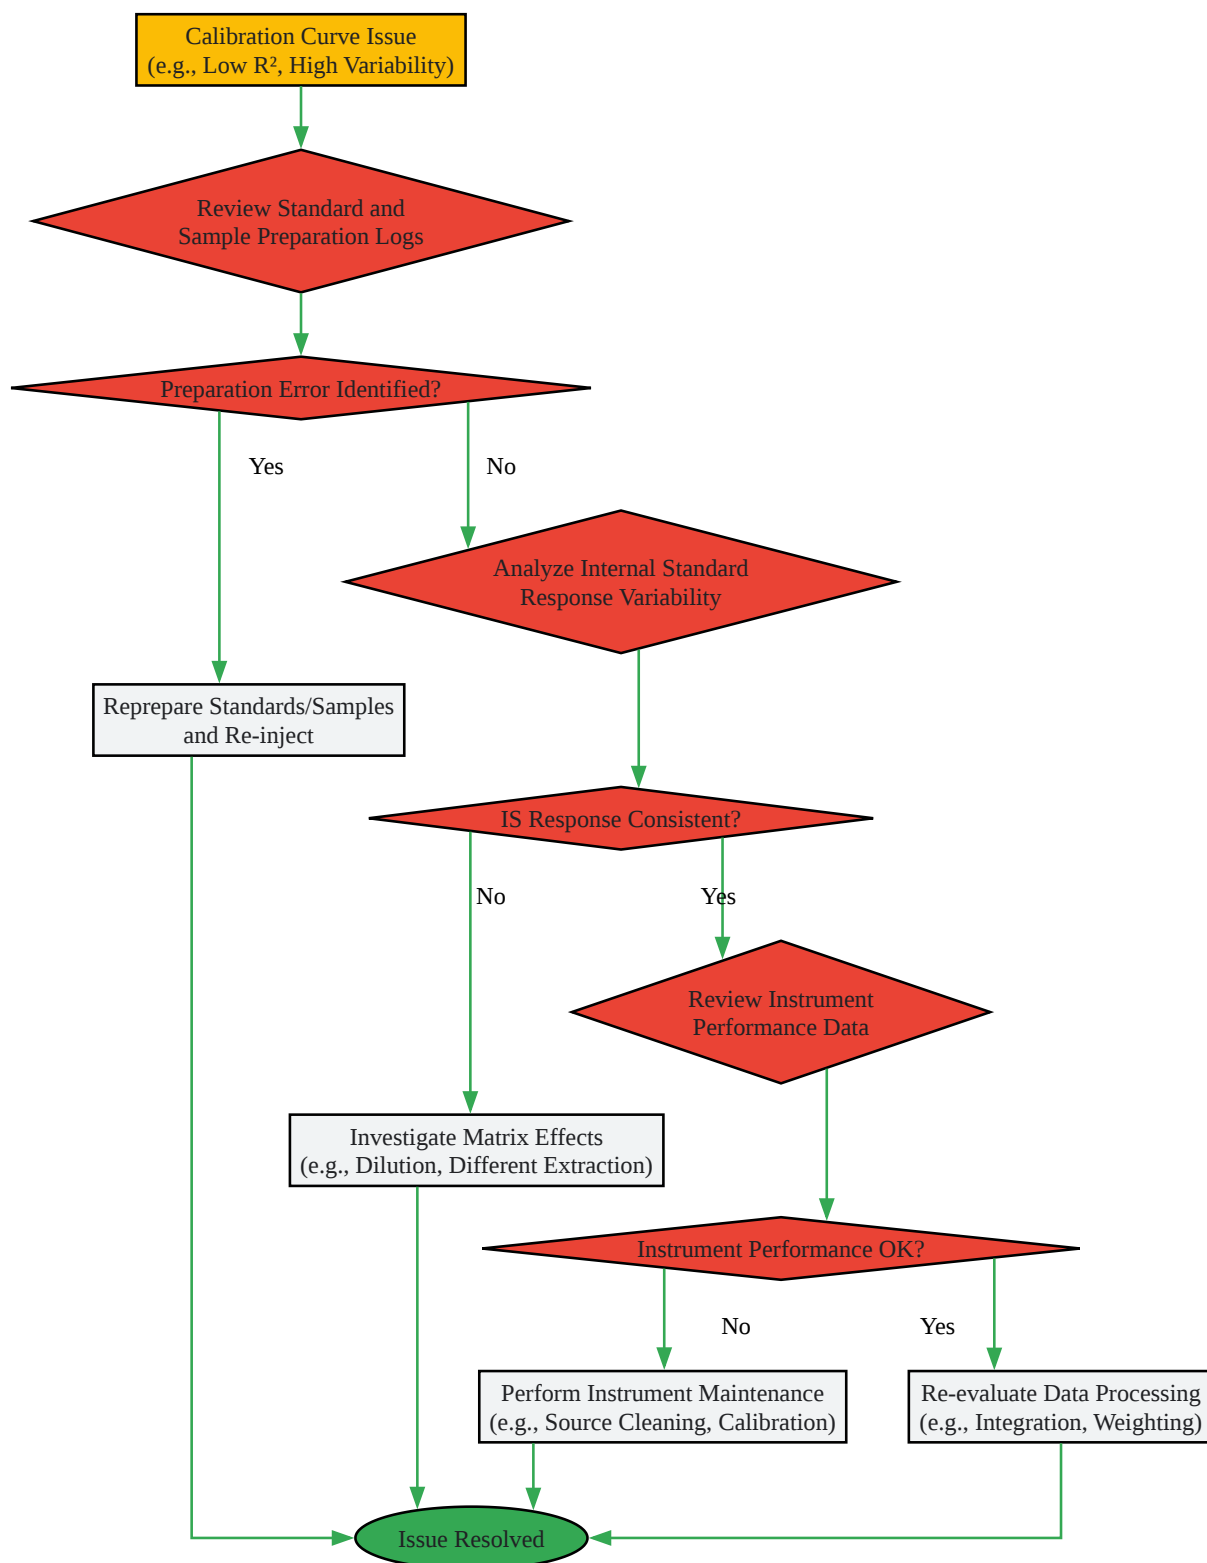 Calibration Curve Issue
(e.g., Low R², High Variability)
Review Standard and
Sample Preparation Logs
Preparation Error Identified?
Yes
No
Analyze Internal Standard
Response Variability
Reprepare Standards/Samples
and Re-inject
IS Response Consistent?
No
Yes
Review Instrument
Performance Data
Investigate Matrix Effects
(e.g., Dilution, Different Extraction)
Instrument Performance OK?
No
Yes
Perform Instrument Maintenance
(e.g., Source Cleaning, Calibration)
Re-evaluate Data Processing
(e.g., Integration, Weighting)
Issue Resolved